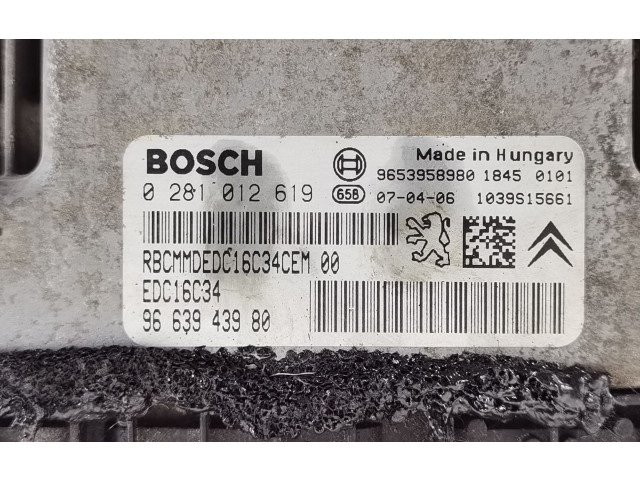 BOSCH
Made in Hungary
9653958980 1845 0101
0 281 012 619 658 07-04-06 1039S15661
RBCMMDEDC16C34CEM 00
EDC16C34
96 639 439 80